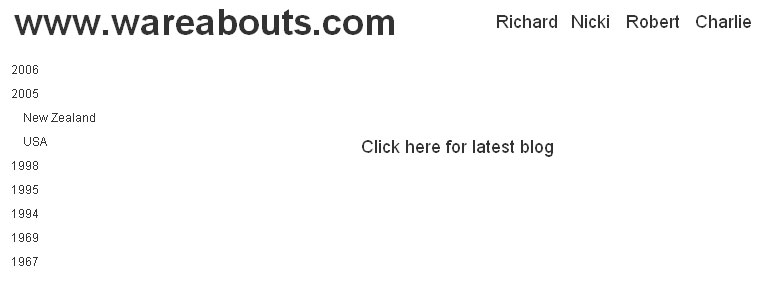 www.wareabouts.com
Richard Nicki Robert Charlie
2006
2005
New Zealand
USA
1998
1995
1994
1969
1967
Click here for latest blog